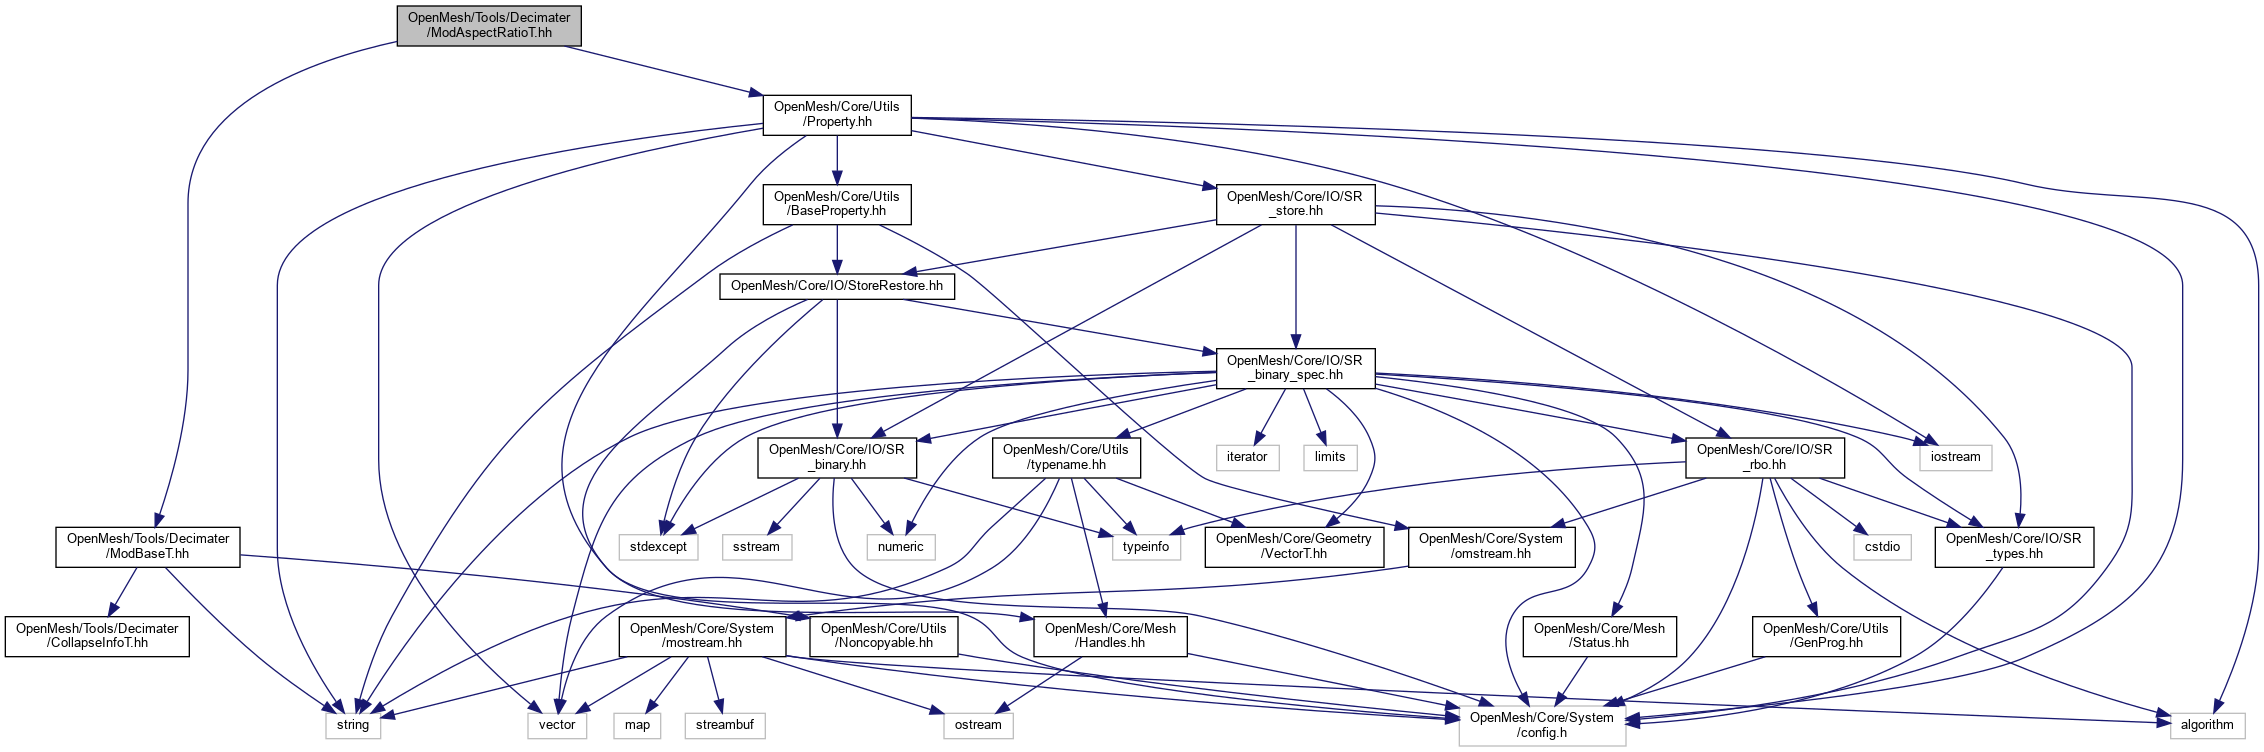 OpenMesh/Tools/Decimater
/ModAspectRatioT.hh
OpenMesh/Core/Utils
/Property.hh
OpenMesh/Core/Utils
/BaseProperty.hh
OpenMesh/Core/IO/SR
_store.hh
OpenMesh/Core/IO/StoreRestore.hh
OpenMesh/Core/IO/SR
_binary_spec.hh
OpenMesh/Core/IO/SR
_binary.hh
OpenMesh/Core/Utils
/typename.hh
iterator
limits
OpenMesh/Core/IO/SR
_rbo.hh
iostream
OpenMesh/Tools/Decimater
/ModBaseT.hh
stdexcept
sstream
numeric
typeinfo
OpenMesh/Core/Geometry
/VectorT.hh
OpenMesh/Core/System
/omstream.hh
cstdio
OpenMesh/Core/IO/SR
_types.hh
OpenMesh/Tools/Decimater
/CollapseInfoT.hh
OpenMesh/Core/System
/mostream.hh
OpenMesh/Core/Utils
/Noncopyable.hh
OpenMesh/Core/Mesh
/Handles.hh
OpenMesh/Core/Mesh
/Status.hh
OpenMesh/Core/Utils
/GenProg.hh
string
vector
map
streambuf
ostream
OpenMesh/Core/System
/config.h
algorithm